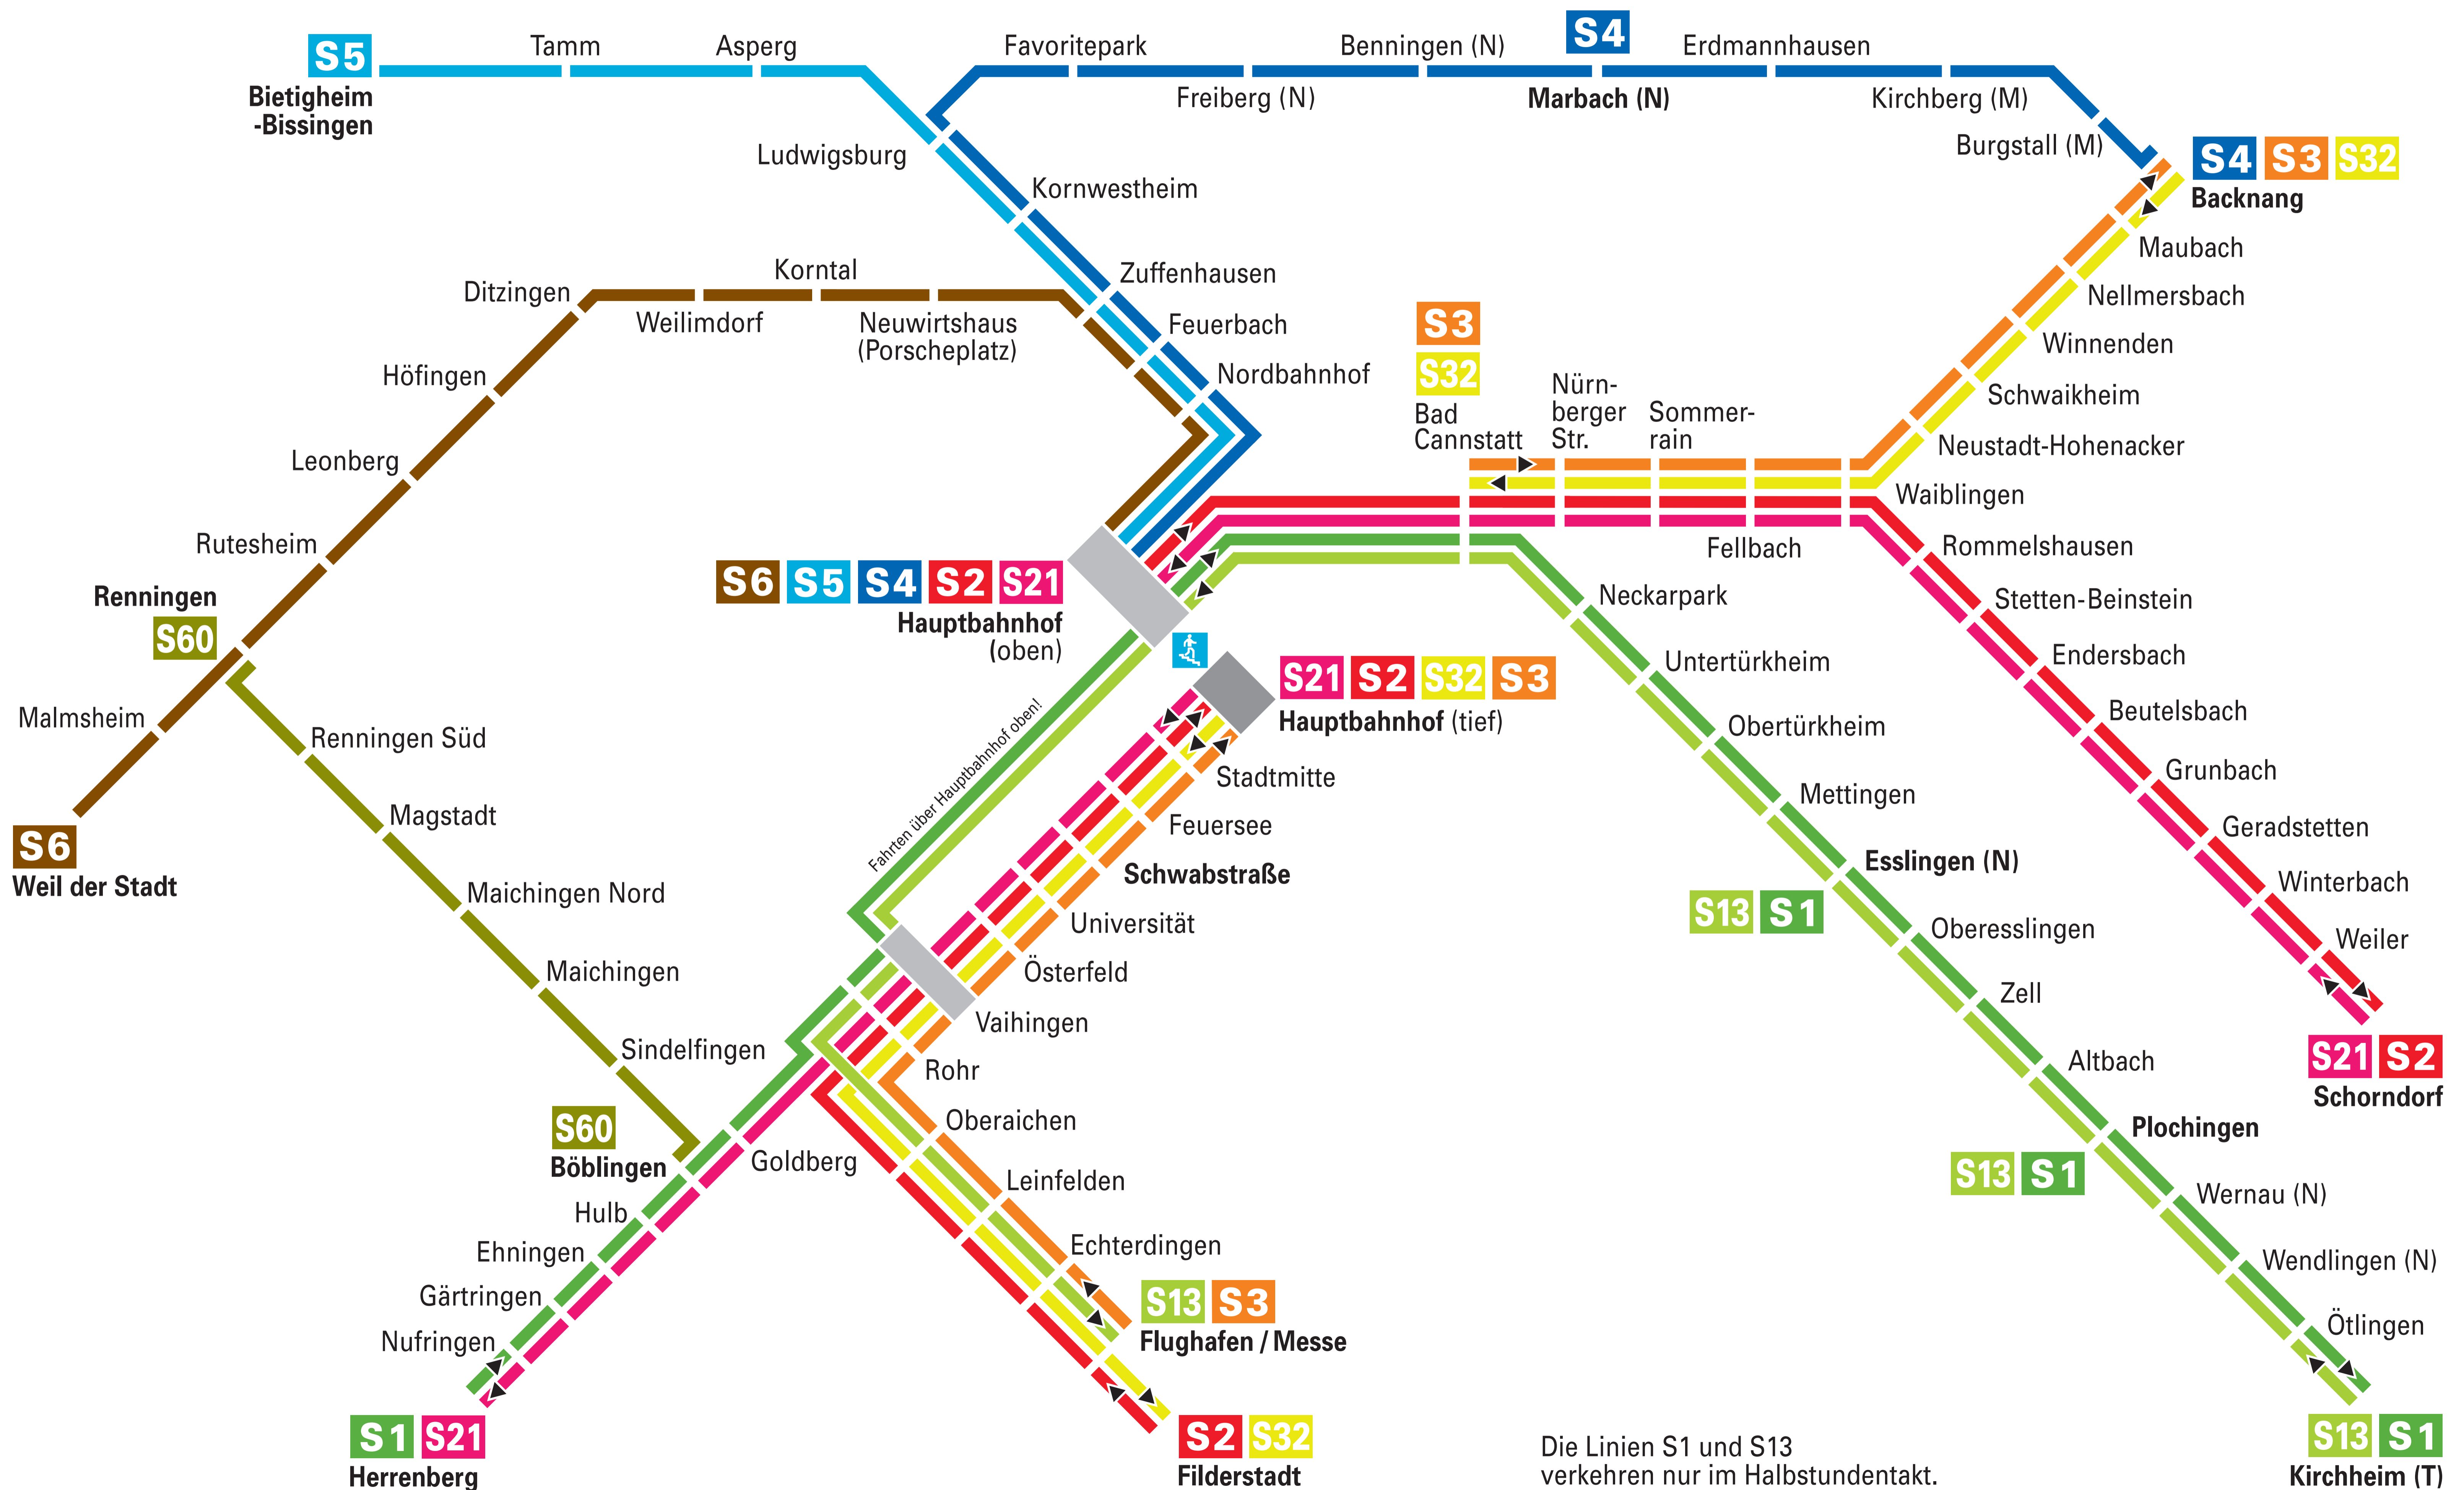 S4
S5
Tamm
Asperg
Favoritepark
Benningen (N)
Erdmannhausen
Bietigheim
-Bissingen
Freiberg (N)
Marbach (N)
Kirchberg (M)
Burgstall (M)
S4 S3 S32
Backnang
Ludwigsburg
Kornwestheim
Maubach
Zuffenhausen
Korntal
Ditzingen
Nellmersbach
Weilimdorf
Neuwirtshaus
(Porscheplatz)
Feuerbach
S3
Winnenden
Höfingen
Nordbahnhof
S32
Bad
Cannstatt
Nürn-
berger
Str.
Sommer-
rain
Schwaikheim
Neustadt-Hohenacker
Leonberg
Waiblingen
Rutesheim
Fellbach
Rommelshausen
Renningen
S60
S6 S5 S4 S2 S21
Hauptbahnhof
(oben)
Neckarpark
Stetten-Beinstein
Untertürkheim
Endersbach
S21 S2 S32 S3
Hauptbahnhof (tief)
Malmsheim
Renningen Süd
Obertürkheim
Beutelsbach
Fahrten über Hauptbahnhof oben!
Stadtmitte
Grunbach
Magstadt
Mettingen
Feuersee
Geradstetten
S6
Weil der Stadt
Schwabstraße
Esslingen (N)
Winterbach
Maichingen Nord
S13 S1
Universität
Oberesslingen
Weiler
Maichingen
Österfeld
Zell
Vaihingen
Sindelfingen
Rohr
Altbach
S21 S2
Schorndorf
S60
Böblingen
Oberaichen
Plochingen
Goldberg
Leinfelden
S13 S1
Wernau (N)
Hulb
Ehningen
Echterdingen
Wendlingen (N)
Gärtringen
S13 S3
Flughafen / Messe
Nufringen
Ötlingen
S1 S21
Herrenberg
S2 S32
Filderstadt
Die Linien S1 und S13
verkehren nur im Halbstundentakt.
S13 S1
Kirchheim (T)